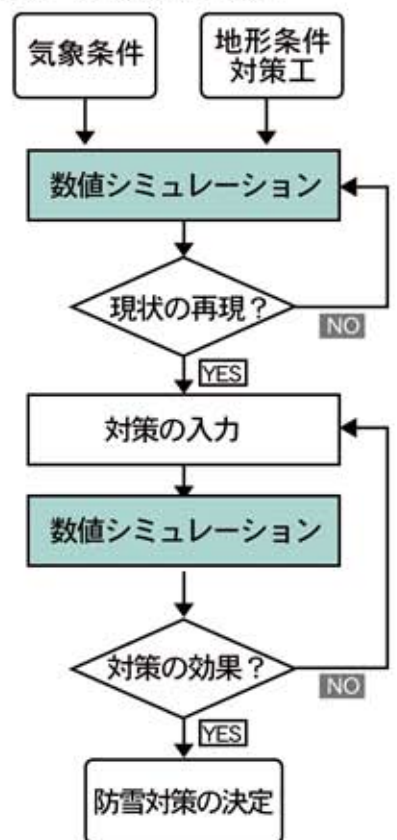 気象条件
地形条件
対策工
数値シミュレーション
現状の再現？
NO
YES
対策の入力
数値シミュレーション
対策の効果？
NO
YES
防雪対策の決定